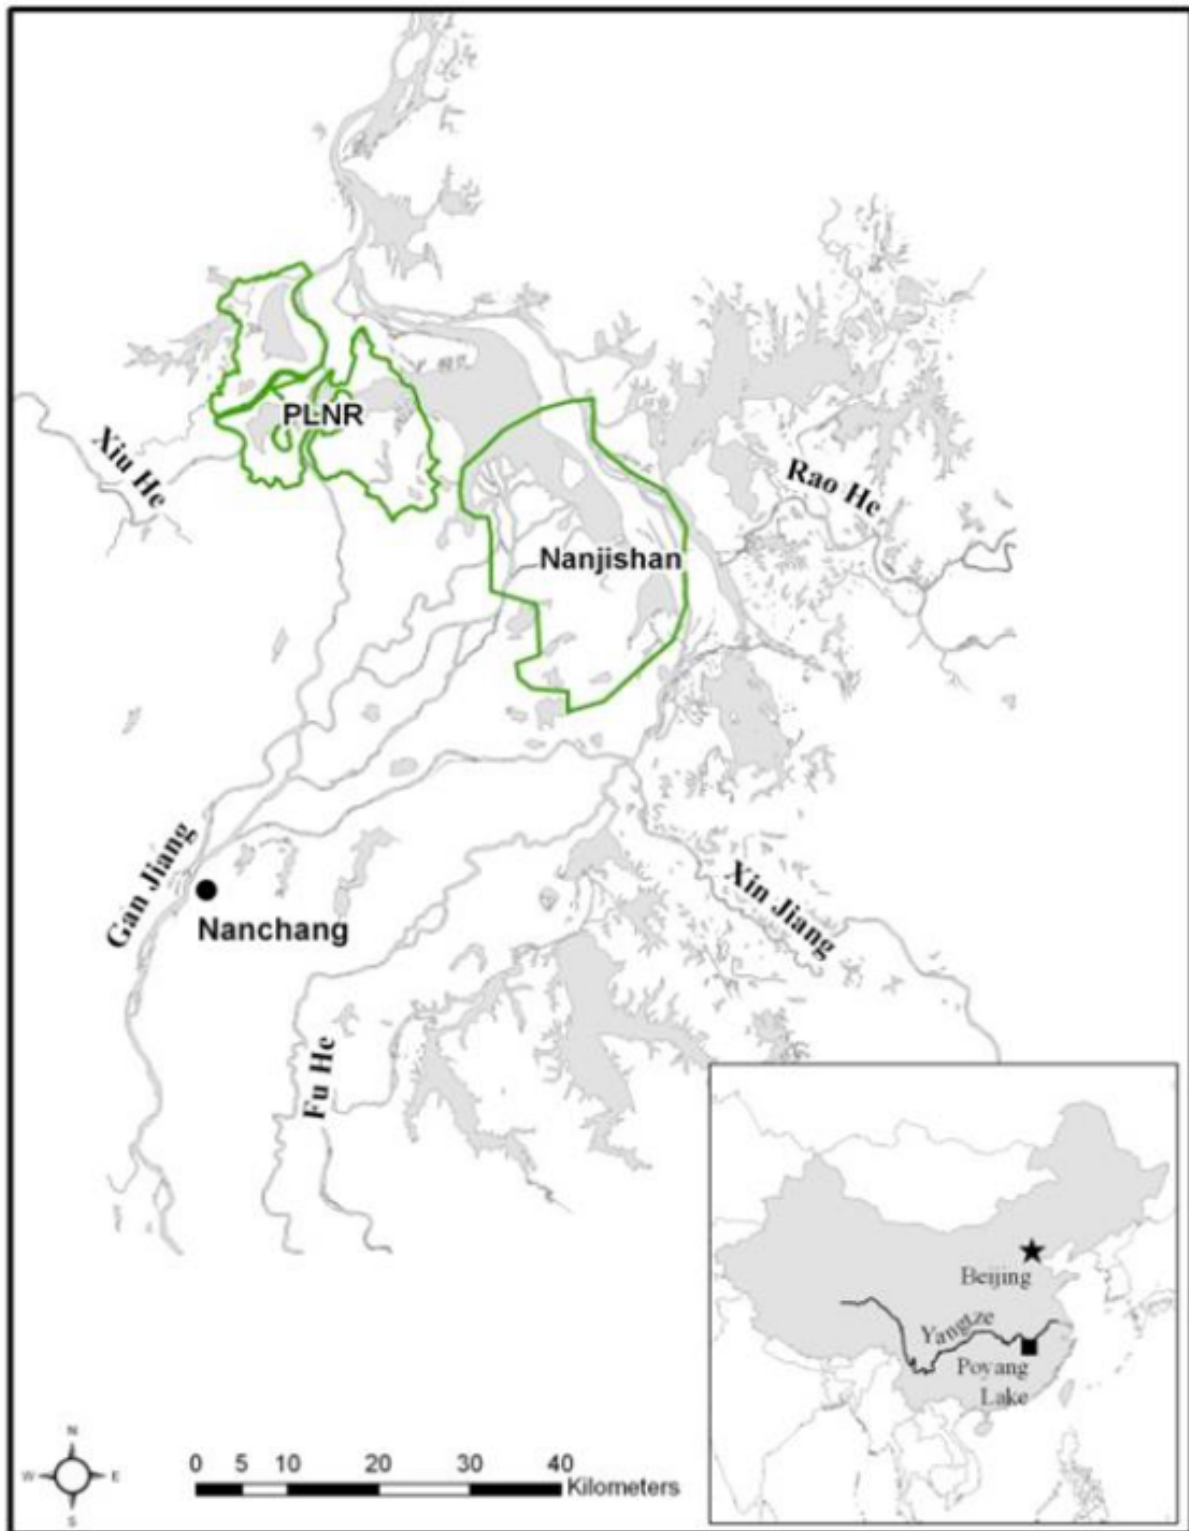 PLNR
Xiu He
Rao He
Nanjishan
Gan Jiang
Nanchang
Xin Jiang
Fu He
Beijing
Yangtze
Poyang
Lake
N
W E
S
0 5 10 20 30 40
Kilometers